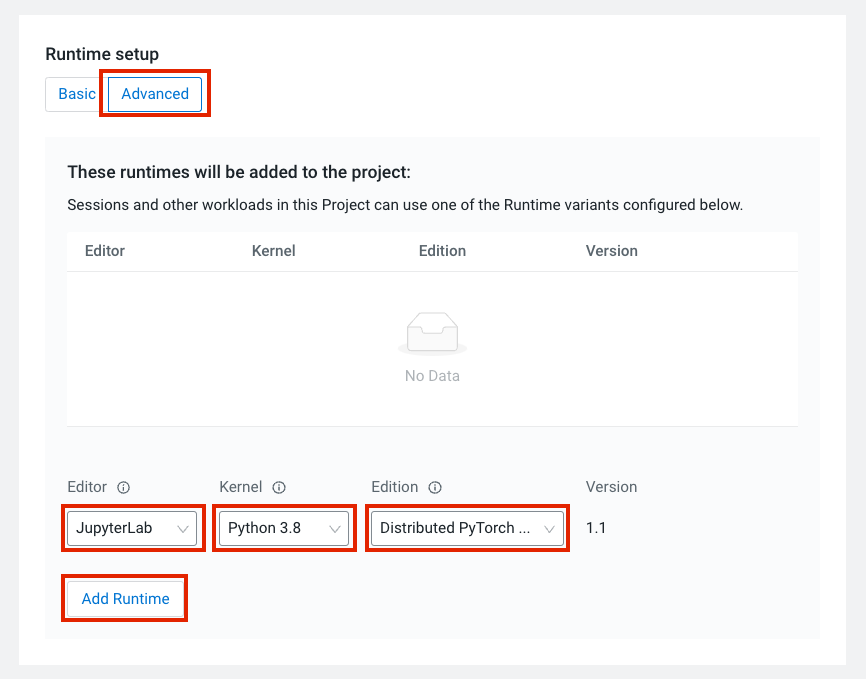 Runtime setup
Basic Advanced
These runtimes will be added to the project:
Sessions and other workloads in this Project can use one of the Runtime variants configured below.
Editor Kernel Edition Version
No Data
Editor Kernel Edition Version
JupyterLab Python 3.8 Distributed PyTorch ... 1.1
Add Runtime